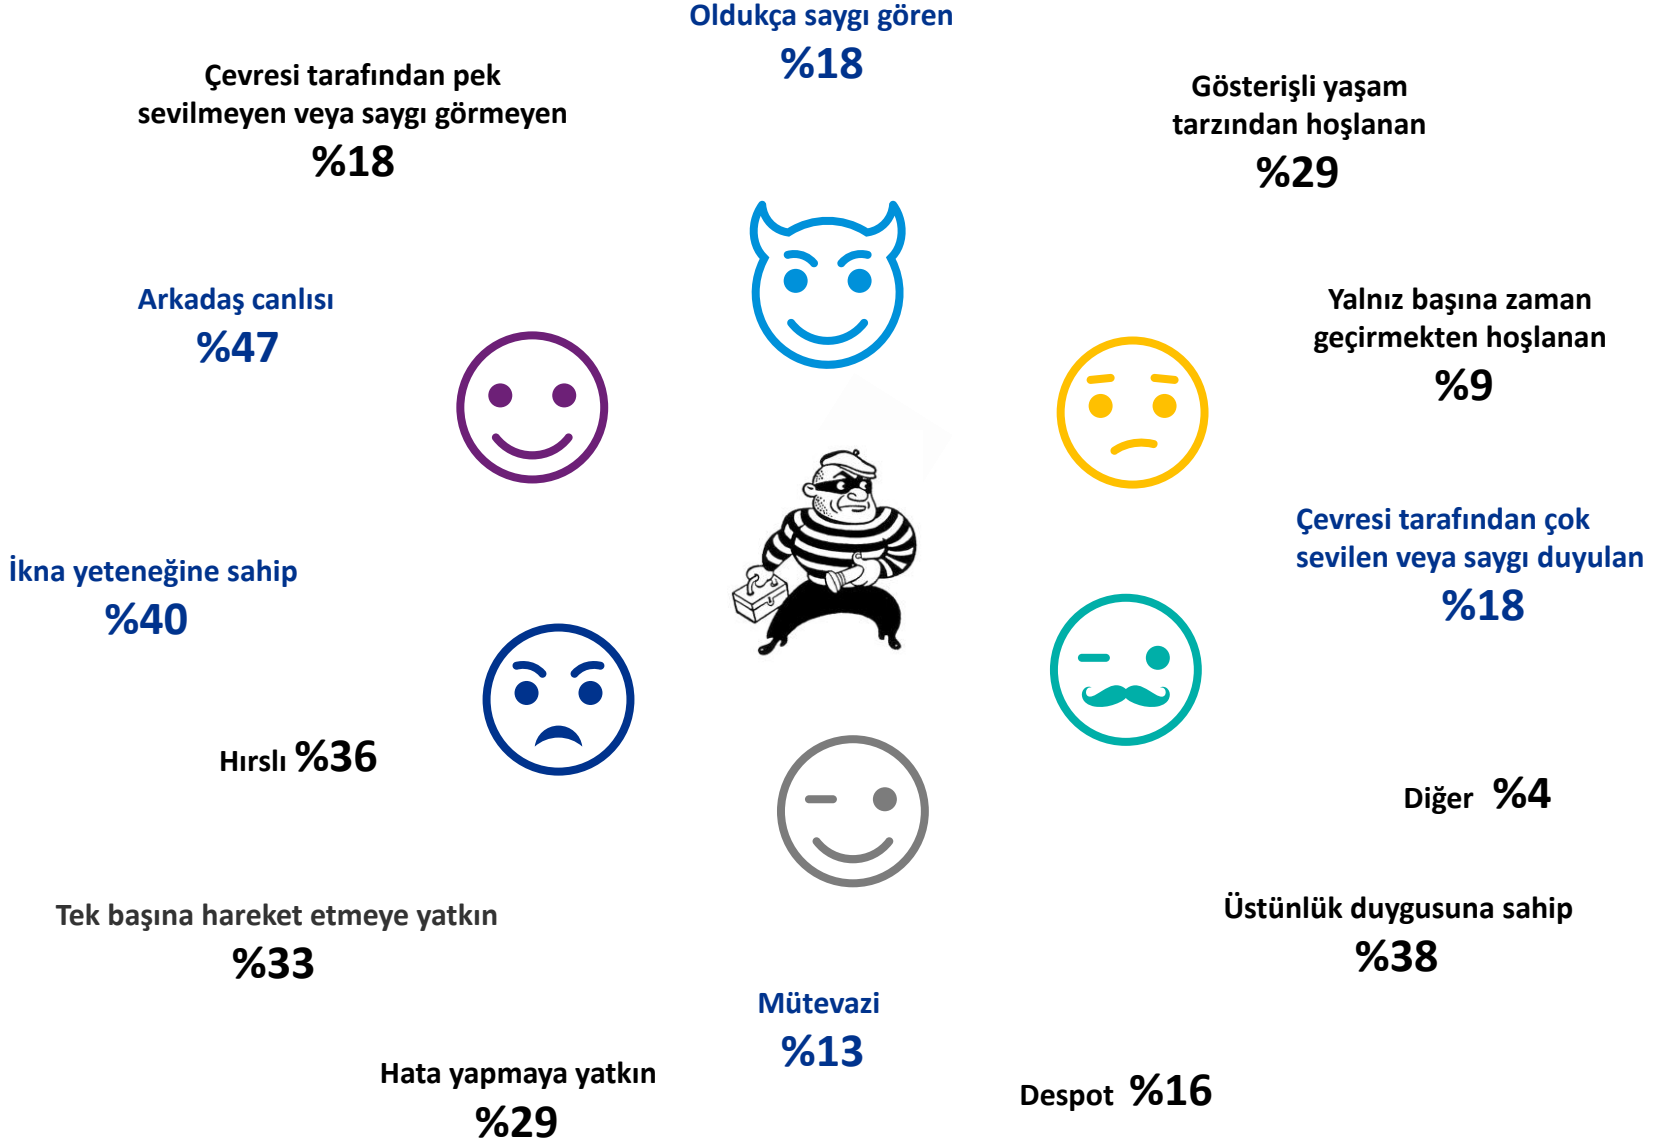 Oldukça saygı gören
%18
Çevresi tarafından pek
sevilmeyen veya saygı görmeyen
%18
Gösterişli yaşam
tarzından hoşlanan
%29
Arkadaş canlısı
%47
Yalnız başına zaman
geçirmekten hoşlanan
%9
Çevresi tarafından çok
sevilen veya saygı duyulan
%18
İkna yeteneğine sahip
%40
Hırslı %36
Diğer %4
Tek başına hareket etmeye yatkın
%33
Üstünlük duygusuna sahip
%38
Mütevazi
%13
Hata yapmaya yatkın
%29
Despot %16